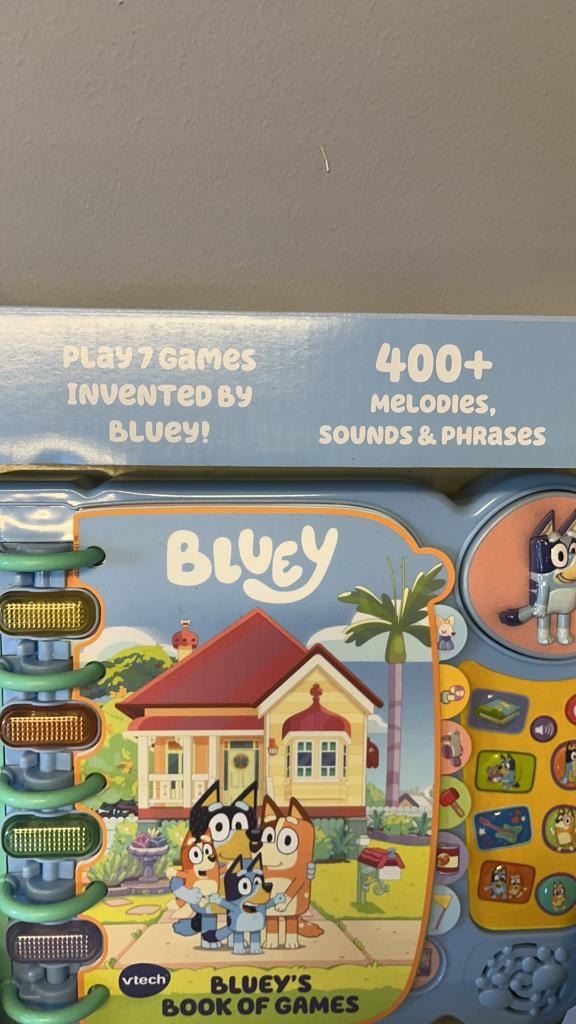 PLAY 7 GAMES
INVENTED BY
BLUEY!
400+
MELODIES,
SOUNDS & PHRASES
BLUEY
vtech
BLUEY'S
BOOK OF GAMES